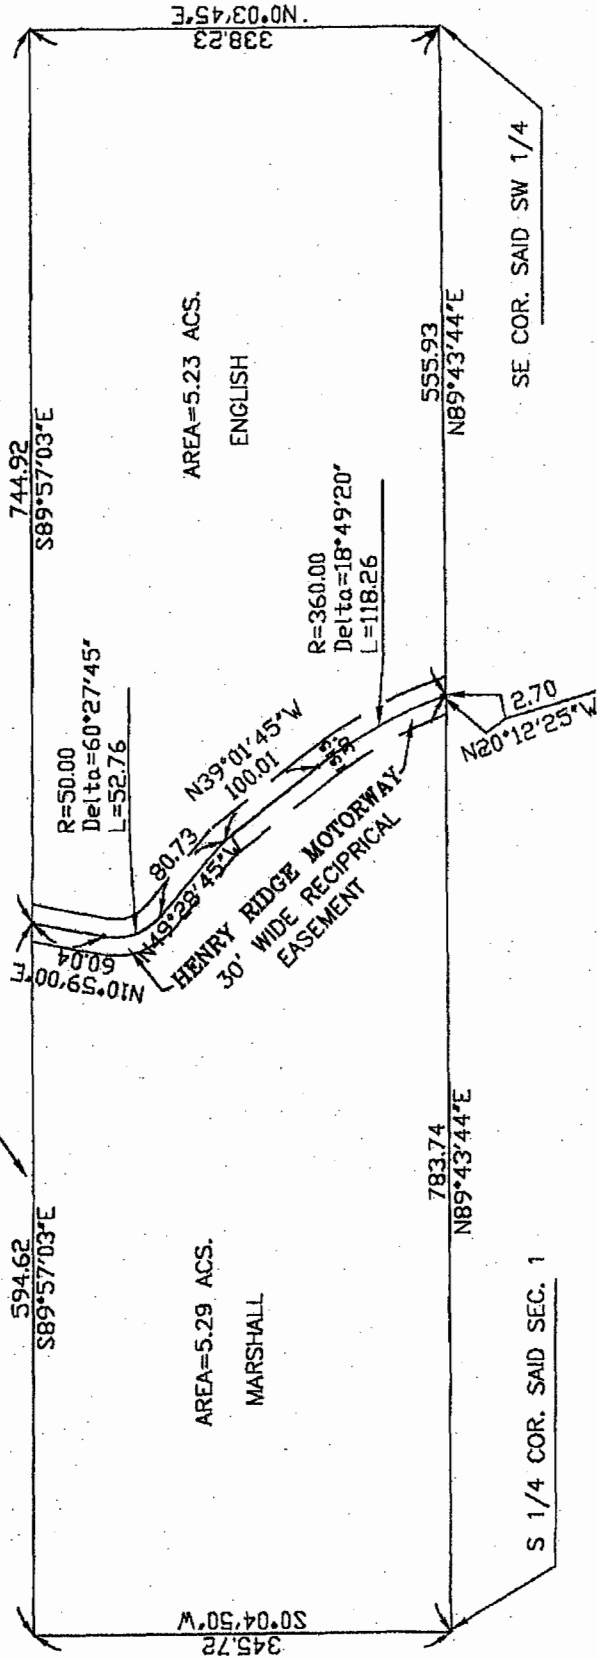 594.62
S89°57'03"E
744.92
S89°57'03"E
N10°59'00"E
60.04
R=50.00
Delta=60°27'45"
L=52.76
80.73
N49°28'45"W
N39°01'45"W
100.01
15'
15'
R=360.00
Delta=18°49'20"
L=118.26
2.70
N20°12'25"W
HENRY RIDGE MOTORWAY
30' WIDE RECIPRICAL
EASEMENT
AREA=5.29 ACS.
MARSHALL
AREA=5.23 ACS.
ENGLISH
345.72
S0°04'50"W
338.23
N0°03'45"E
783.74
N89°43'44"E
555.93
N89°43'44"E
S 1/4 COR. SAID SEC. 1
SE COR. SAID SW 1/4